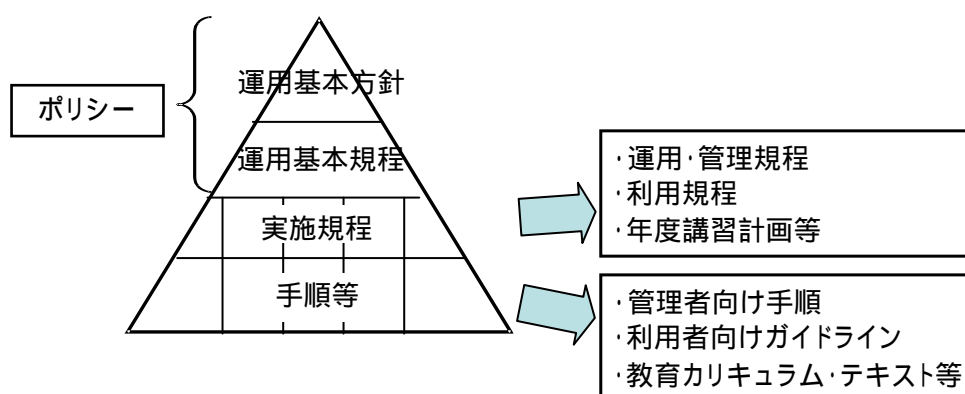 ポリシー
運用基本方針
運用基本規程
実施規程
手順等
・運用・管理規程
・利用規程
・年度講習計画等
・管理者向け手順
・利用者向けガイドライン
・教育カリキュラム・テキスト等